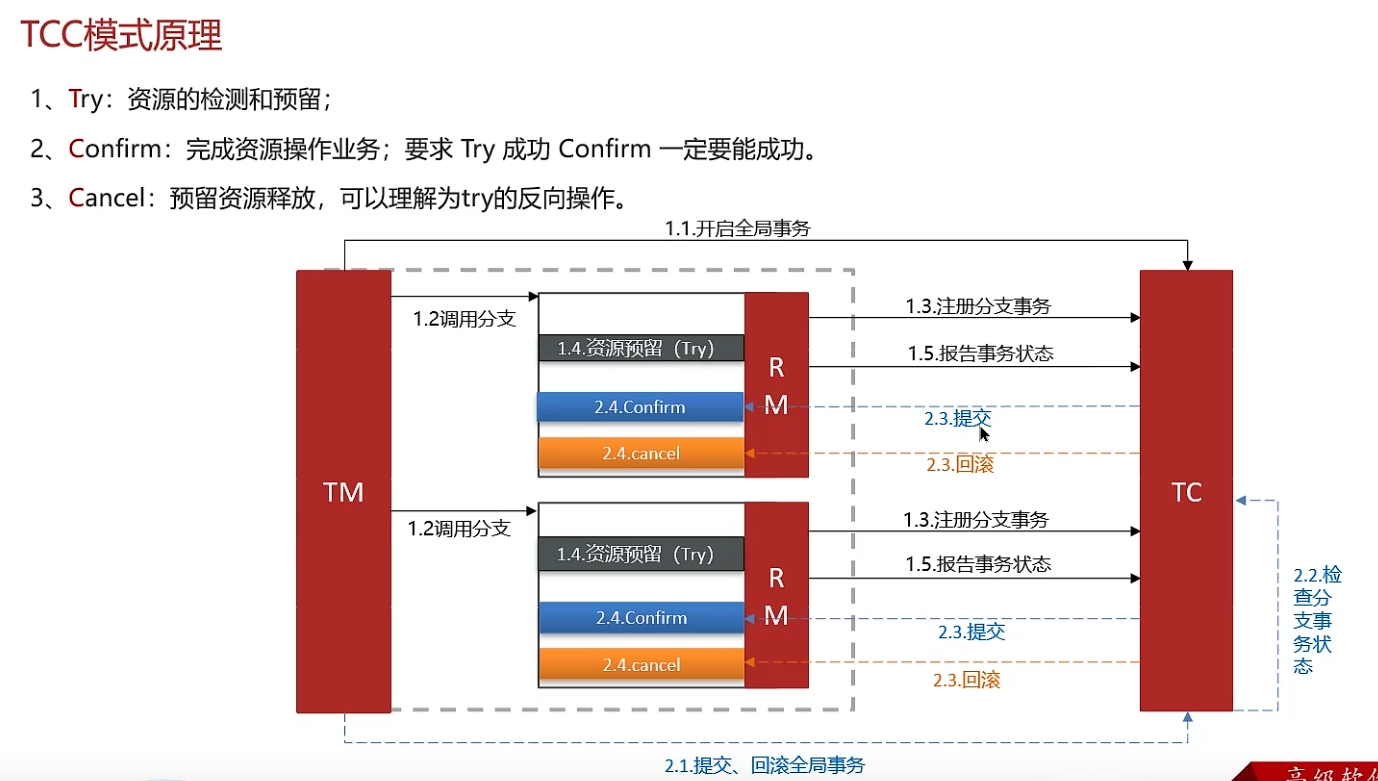 TCC模式原理
1、Try：资源的检测和预留；
2、Confirm：完成资源操作业务；要求 Try 成功 Confirm 一定要能成功。
3、Cancel：预留资源释放，可以理解为try的反向操作。
1.1.开启全局事务
1.2调用分支
1.3.注册分支事务
1.4.资源预留（Try）
1.5.报告事务状态
R
M
2.4.Confirm
2.3.提交
2.4.cancel
2.3.回滚
TM
TC
1.2调用分支
1.3.注册分支事务
1.4.资源预留（Try）
1.5.报告事务状态
R
M
2.4.Confirm
2.3.提交
2.4.cancel
2.3.回滚
2.2.检
查分
支事
务状
态
2.1.提交、回滚全局事务
高级软